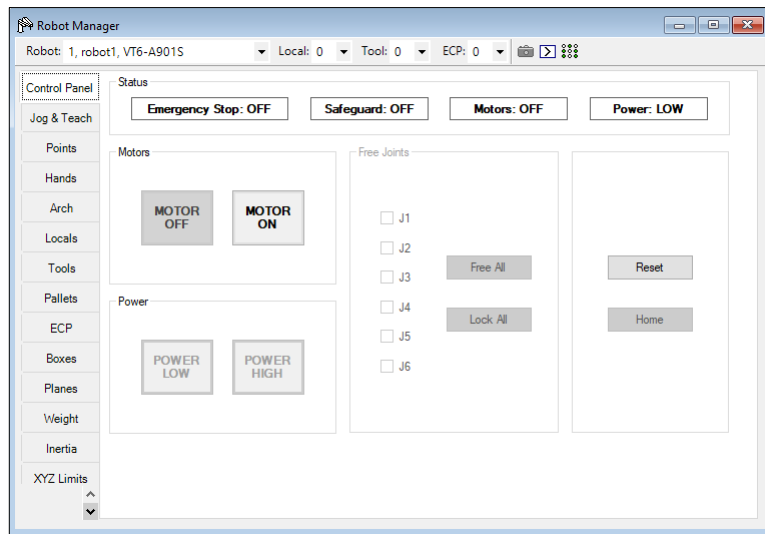 Robot Manager
Robot: 1, robot1, VT6-A901S Local: 0 Tool: 0 ECP: 0
Control Panel
Jog & Teach
Points
Hands
Arch
Locals
Tools
Pallets
ECP
Boxes
Planes
Weight
Inertia
XYZ Limits
Status
Emergency Stop: OFF Safeguard: OFF Motors: OFF Power: LOW
Motors
MOTOR OFF
MOTOR ON
Power
POWER LOW
POWER HIGH
Free Joints
J1
J2
J3
J4
J5
J6
Free All
Lock All
Reset
Home